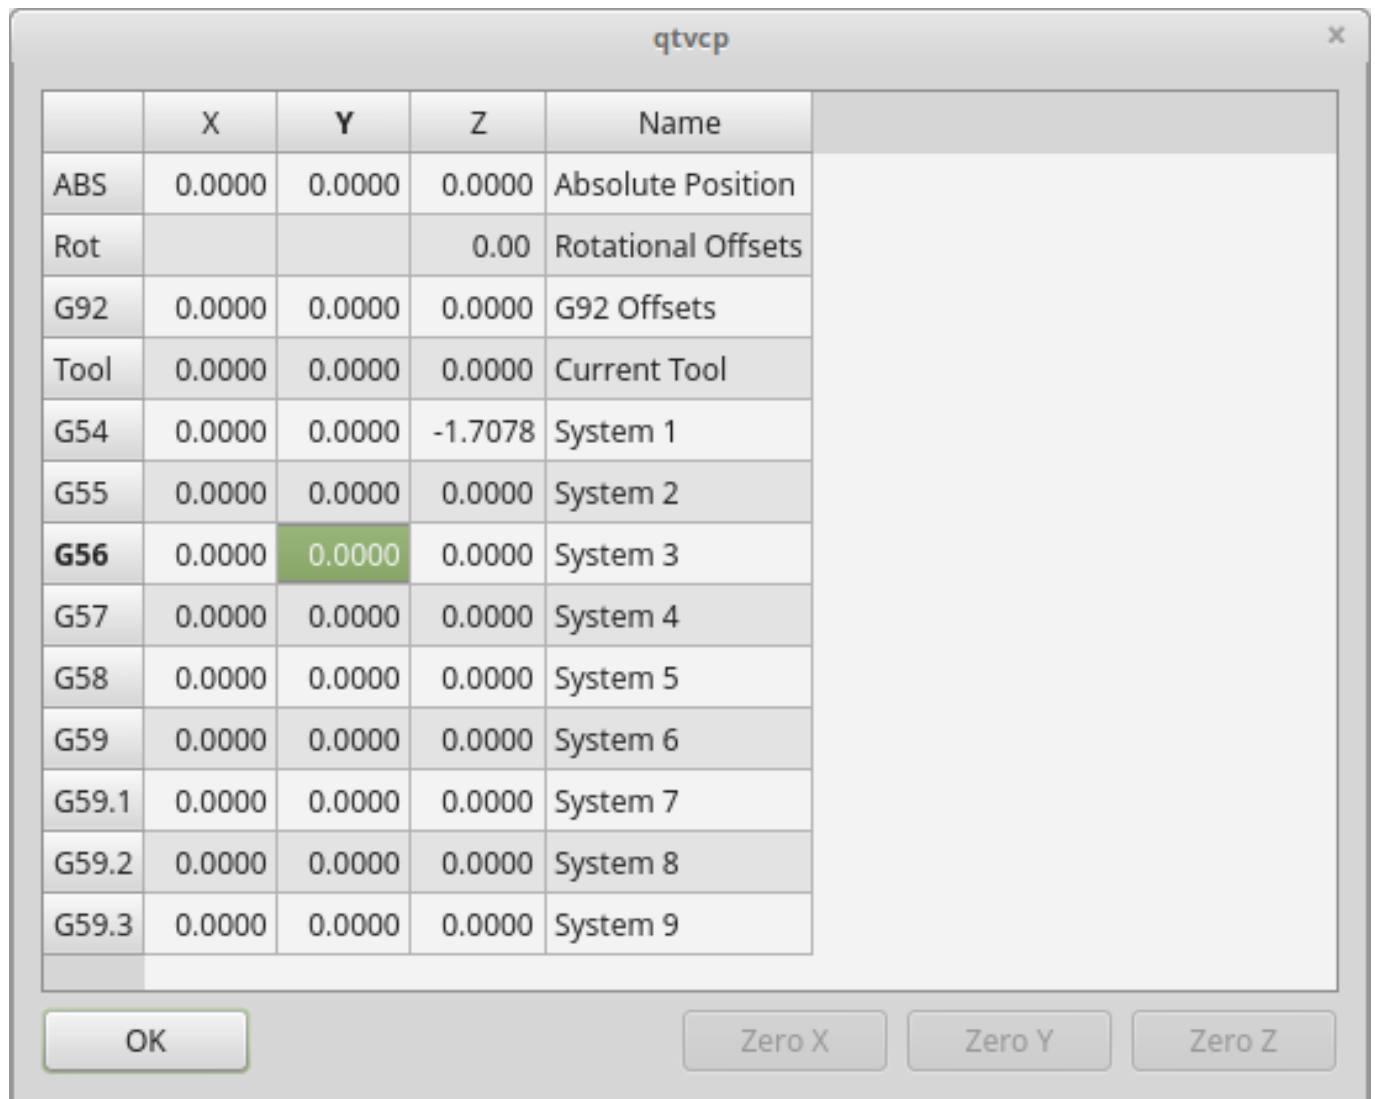 qtvcp ×
X Y Z Name
ABS 0.0000 0.0000 0.0000 Absolute Position
Rot 0.00 Rotational Offsets
G92 0.0000 0.0000 0.0000 G92 Offsets
Tool 0.0000 0.0000 0.0000 Current Tool
G54 0.0000 0.0000 -1.7078 System 1
G55 0.0000 0.0000 0.0000 System 2
G56 0.0000 0.0000 0.0000 System 3
G57 0.0000 0.0000 0.0000 System 4
G58 0.0000 0.0000 0.0000 System 5
G59 0.0000 0.0000 0.0000 System 6
G59.1 0.0000 0.0000 0.0000 System 7
G59.2 0.0000 0.0000 0.0000 System 8
G59.3 0.0000 0.0000 0.0000 System 9
OK Zero X Zero Y Zero Z